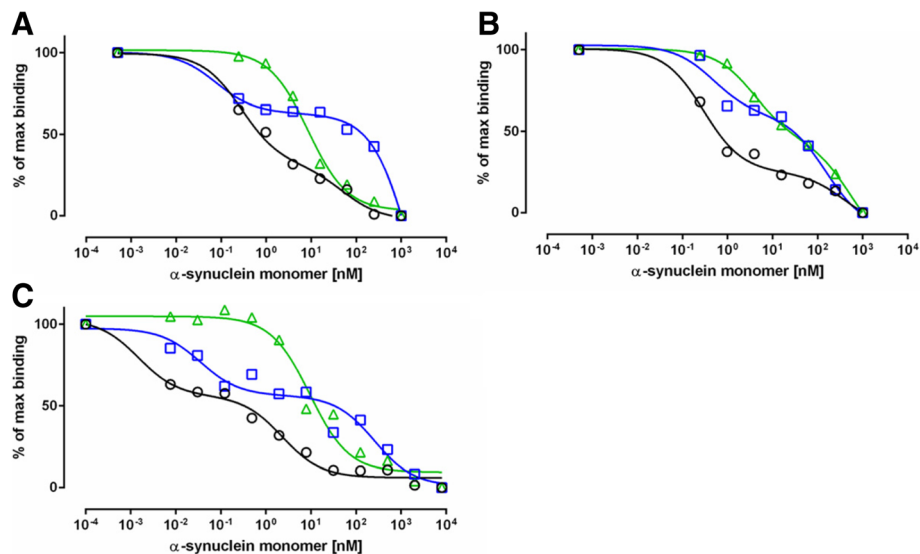 A
% of max binding
100
50
0
10-4 10-3 10-2 10-1 100 101 102 103 104
α-synuclein monomer [nM]
B
% of max binding
100
50
0
10-4 10-3 10-2 10-1 100 101 102 103 104
α-synuclein monomer [nM]
C
% of max binding
100
50
0
10-4 10-3 10-2 10-1 100 101 102 103 104
α-synuclein monomer [nM]